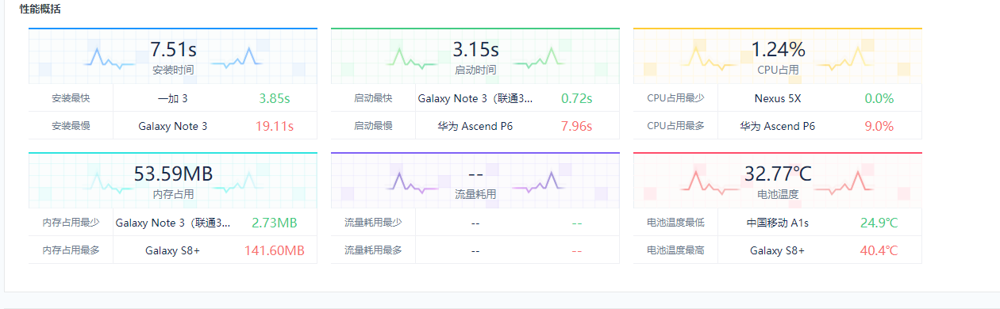 性能概括
7.51s
安装时间
安装最快 一加 3 3.85s
安装最慢 Galaxy Note 3 19.11s
3.15s
启动时间
启动最快 Galaxy Note 3（联通3... 0.72s
启动最慢 华为 Ascend P6 7.96s
1.24%
CPU占用
CPU占用最少 Nexus 5X 0.0%
CPU占用最多 华为 Ascend P6 9.0%
53.59MB
内存占用
内存占用最少 Galaxy Note 3（联通3... 2.73MB
内存占用最多 Galaxy S8+ 141.60MB
--
流量耗用
流量耗用最少 -- --
流量耗用最多 -- --
32.77℃
电池温度
电池温度最低 中国移动 A1s 24.9℃
电池温度最高 Galaxy S8+ 40.4℃